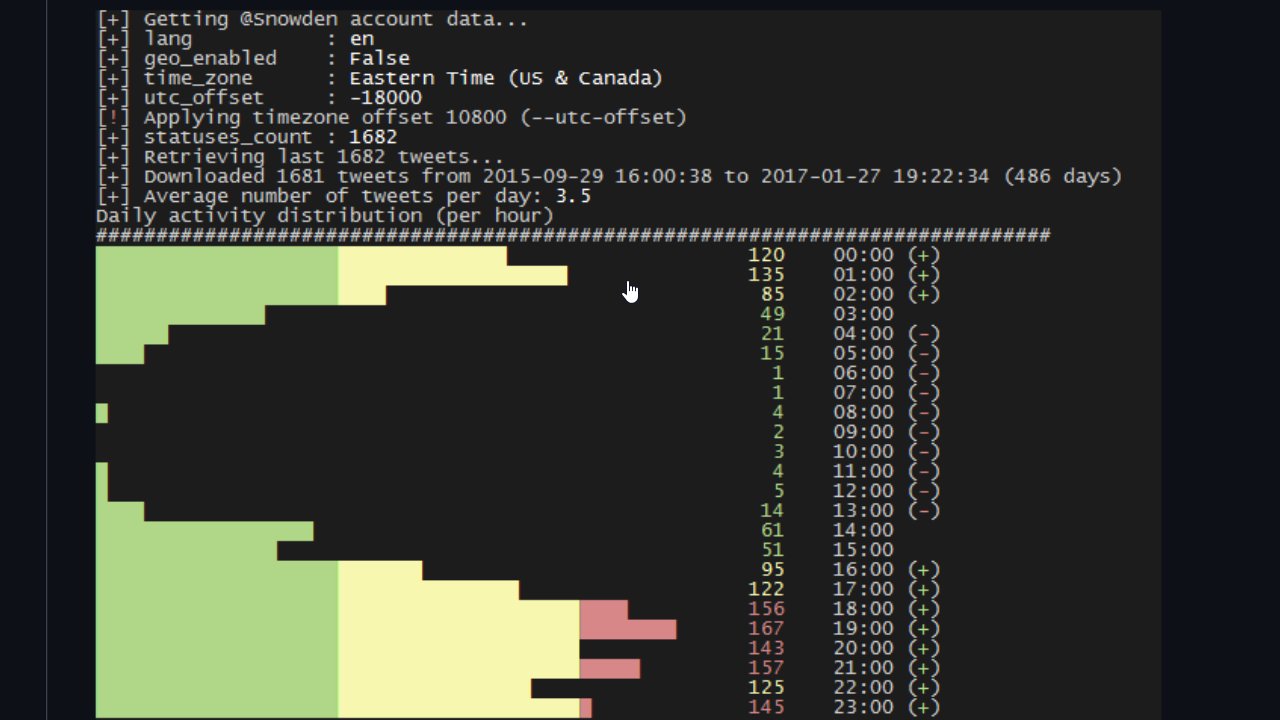 [+] Getting @Snowden account data...
[+] lang           : en
[+] geo_enabled    : False
[+] time_zone      : Eastern Time (US & Canada)
[+] utc_offset     : -18000
[!] Applying timezone offset 10800 (--utc-offset)
[+] statuses_count : 1682
[+] Retrieving last 1682 tweets...
[+] Downloaded 1681 tweets from 2015-09-29 16:00:38 to 2017-01-27 19:22:34 (486 days)
[+] Average number of tweets per day: 3.5
Daily activity distribution (per hour)
###############################################################################
120 00:00 (+)
135 01:00 (+)
85 02:00 (+)
49 03:00
21 04:00 (-)
15 05:00 (-)
1 06:00 (-)
1 07:00 (-)
4 08:00 (-)
2 09:00 (-)
3 10:00 (-)
4 11:00 (-)
5 12:00 (-)
14 13:00 (-)
61 14:00
51 15:00
95 16:00 (+)
122 17:00 (+)
156 18:00 (+)
167 19:00 (+)
143 20:00 (+)
157 21:00 (+)
125 22:00 (+)
145 23:00 (+)